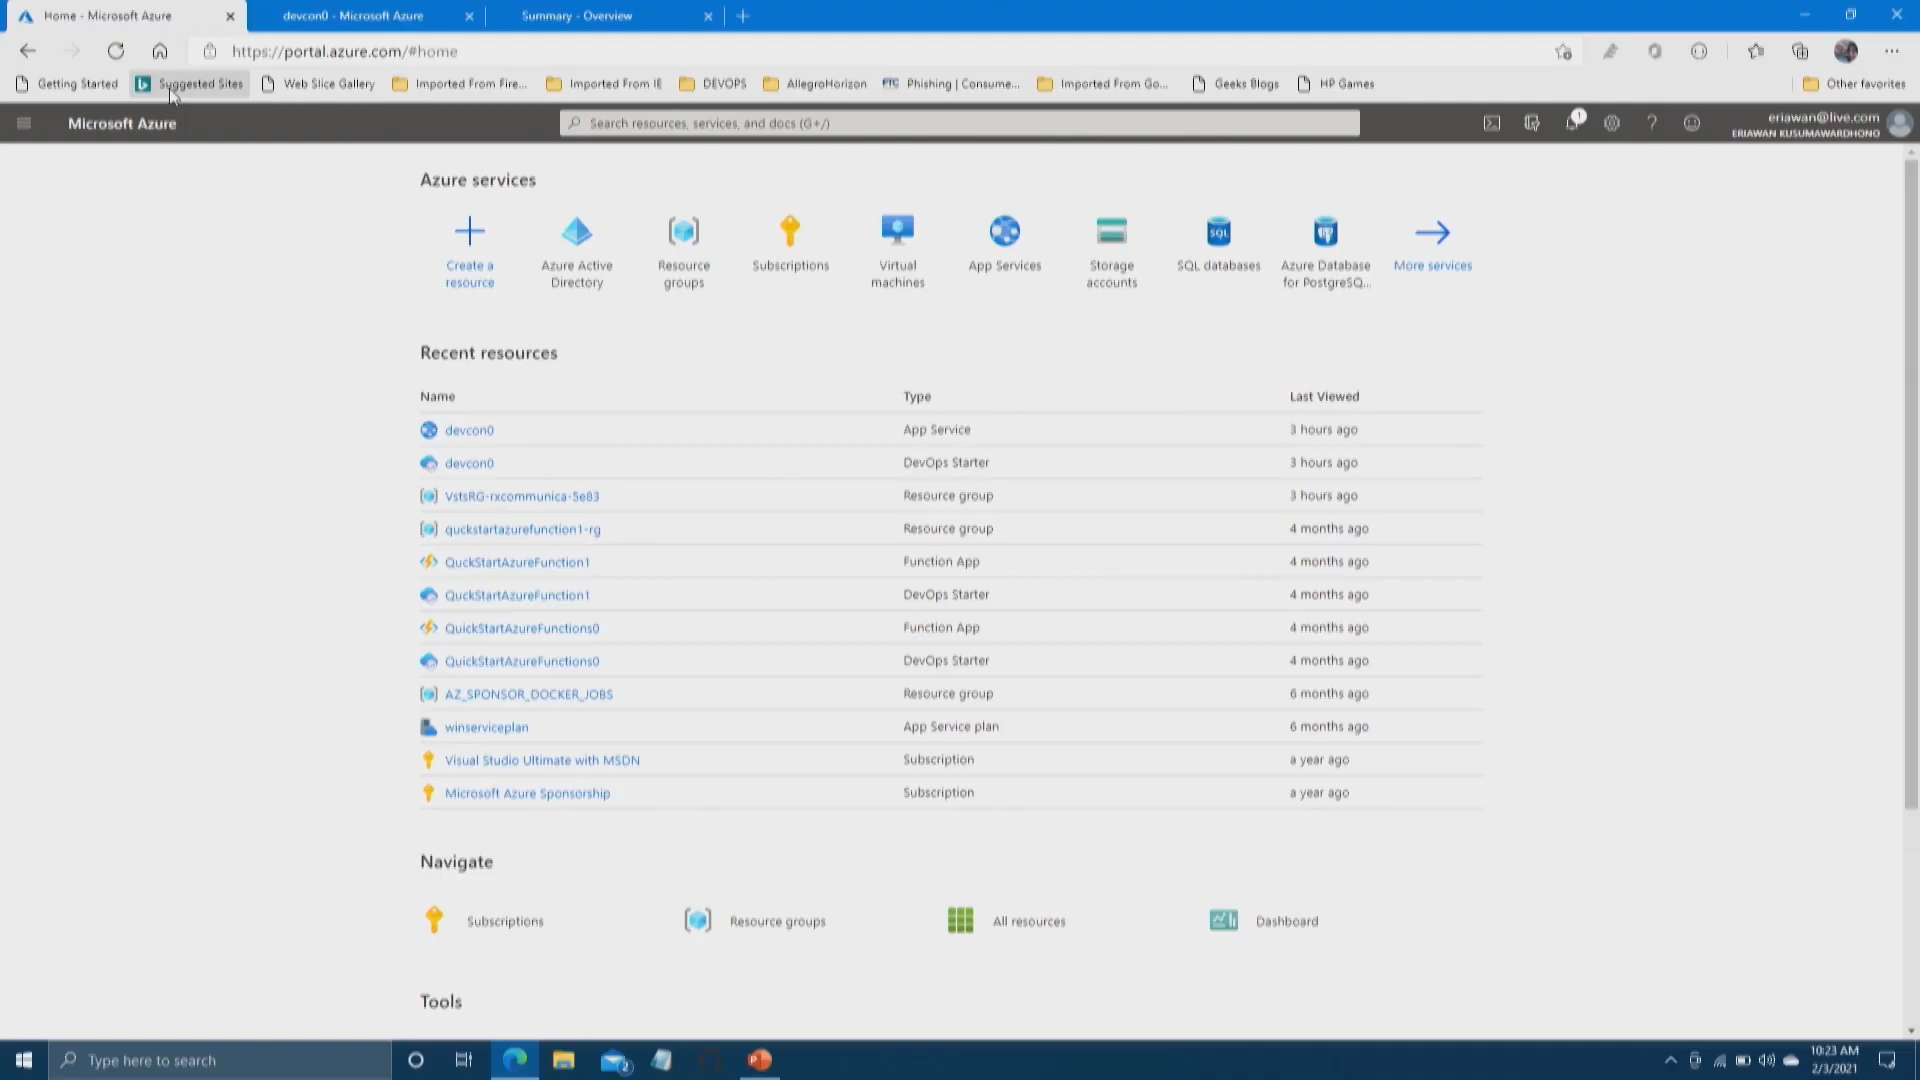 Home - Microsoft Azure
devcon0 - Microsoft Azure
Summary - Overview
https://portal.azure.com/#home
Getting Started
Suggested Sites
Web Slice Gallery
Imported From Fire...
Imported From IE
DEVOPS
AllegroHorizon
FTC Phishing | Consume...
Imported From Go...
Geeks Blogs
HP Games
Other favorites
Microsoft Azure
Search resources, services, and docs (G+/)
1
eriawan@live.com
ERIAWAN KUSUMAWARDHONO
Azure services
Create a
resource
Azure Active
Directory
Resource
groups
Subscriptions
Virtual
machines
App Services
Storage
accounts
SQL
SQL databases
Azure Database
for PostgreSQ...
More services
Recent resources
Name Type Last Viewed
devcon0 App Service 3 hours ago
devcon0 DevOps Starter 3 hours ago
VstsRG-rxcommunica-5e83 Resource group 3 hours ago
quckstartazurefunction1-rg Resource group 4 months ago
QuckStartAzureFunction1 Function App 4 months ago
QuckStartAzureFunction1 DevOps Starter 4 months ago
QuickStartAzureFunctions0 Function App 4 months ago
QuickStartAzureFunctions0 DevOps Starter 4 months ago
AZ_SPONSOR_DOCKER_JOBS Resource group 6 months ago
winserviceplan App Service plan 6 months ago
Visual Studio Ultimate with MSDN Subscription a year ago
Microsoft Azure Sponsorship Subscription a year ago
Navigate
Subscriptions
Resource groups
All resources
Dashboard
Tools
Type here to search
2
10:23 AM
2/3/2021